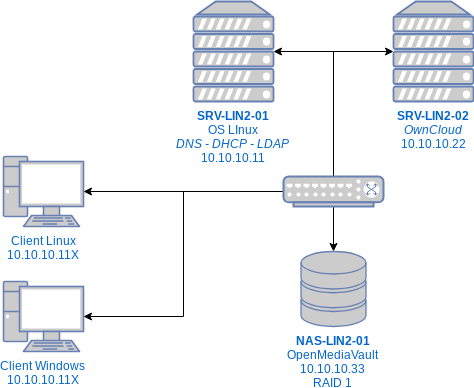 SRV-LIN2-01
OS LInux
DNS - DHCP - LDAP
10.10.10.11
SRV-LIN2-02
OwnCloud
10.10.10.22
Client Linux
10.10.10.11X
Client Windows
10.10.10.11X
NAS-LIN2-01
OpenMediaVault
10.10.10.33
RAID 1